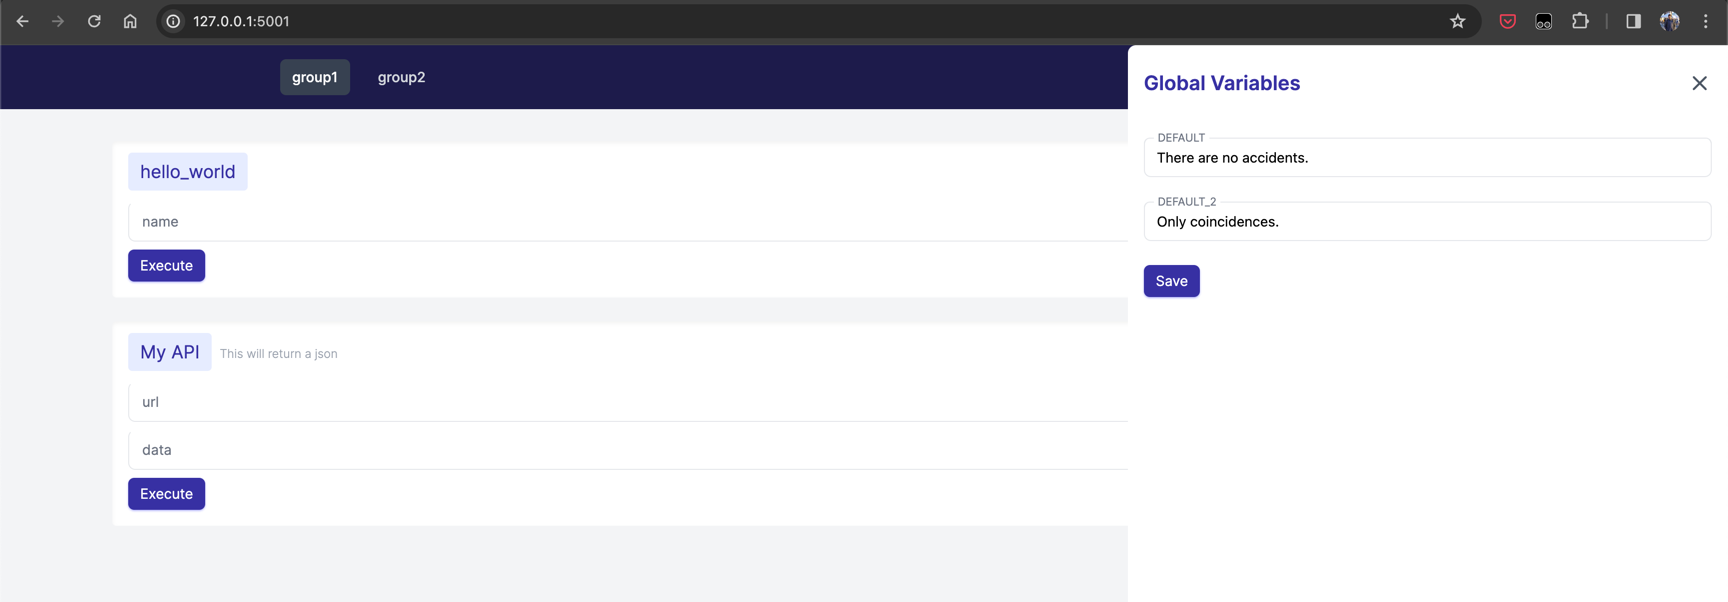 127.0.0.1:5001
group1
group2
hello_world
name
Execute
My API This will return a json
url
data
Execute
Global Variables
DEFAULT
There are no accidents.
DEFAULT_2
Only coincidences.
Save